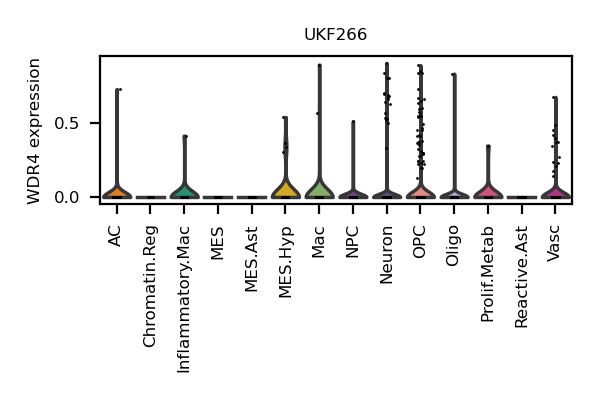 UKF266
WDR4 expression
0.5
0.0
AC
Chromatin.Reg
Inflammatory.Mac
MES
MES.Ast
MES.Hyp
Mac
NPC
Neuron
OPC
Oligo
Prolif.Metab
Reactive.Ast
Vasc